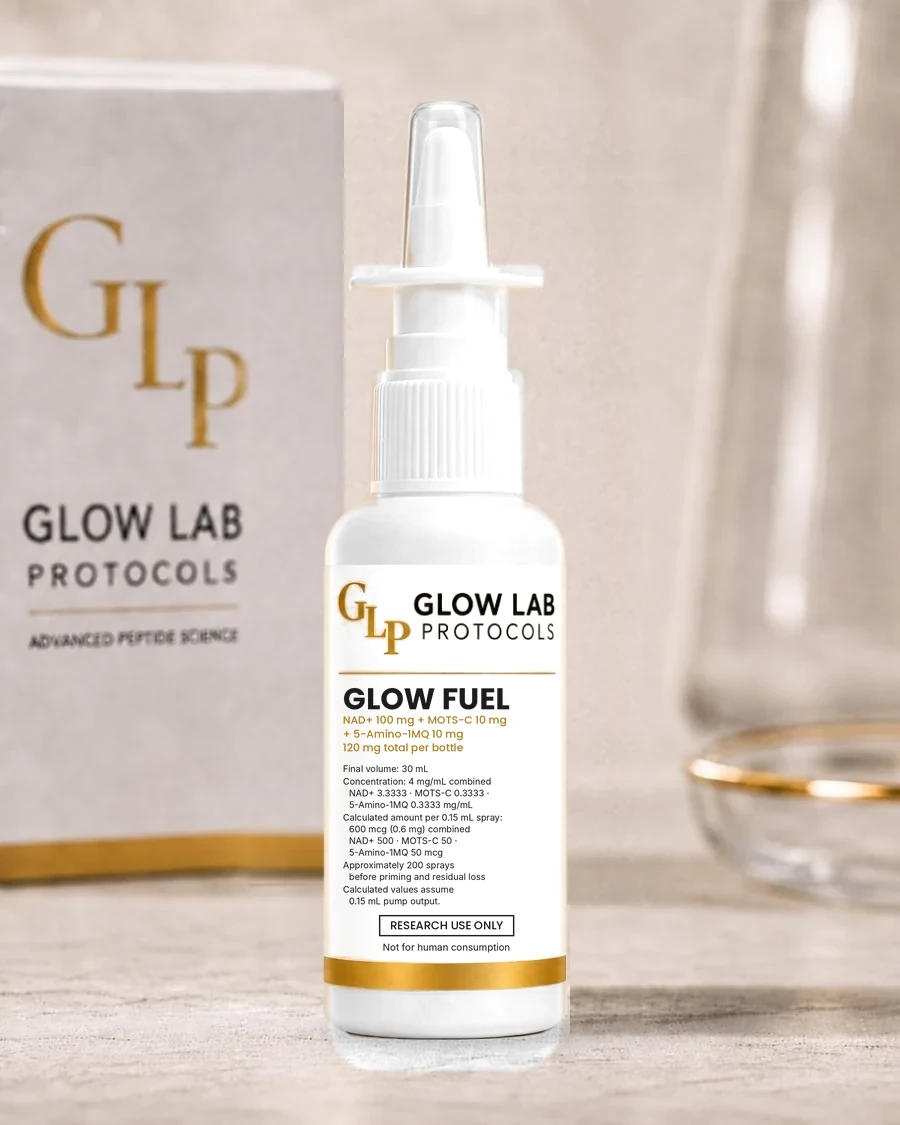 GLP
GLOW LAB
PROTOCOLS
ADVANCED PEPTIDE SCIENCE
GLP
GLOW LAB
PROTOCOLS
GLOW FUEL
NAD+ 100 mg + MOTS-C 10 mg
+ 5-Amino-1MQ 10 mg
120 mg total per bottle
Final volume: 30 mL
Concentration: 4 mg/mL combined
NAD+ 3.3333 · MOTS-C 0.3333 ·
5-Amino-1MQ 0.3333 mg/mL
Calculated amount per 0.15 mL spray:
600 mcg (0.6 mg) combined
NAD+ 500 · MOTS-C 50 ·
5-Amino-1MQ 50 mcg
Approximately 200 sprays
before priming and residual loss
Calculated values assume
0.15 mL pump output.
RESEARCH USE ONLY
Not for human consumption